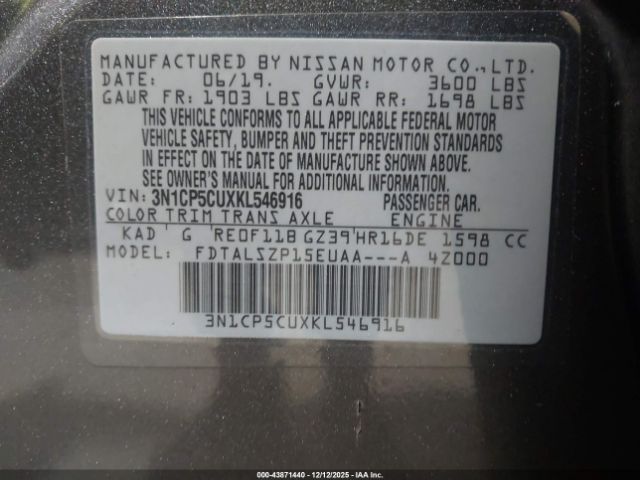 MANUFACTURED BY NISSAN MOTOR CO.,LTD.
DATE: 06/19. GVWR: 3600 LBS
GAWR FR: 1903 LBS GAWR RR: 1698 LBS
THIS VEHICLE CONFORMS TO ALL APPLICABLE FEDERAL MOTOR
VEHICLE SAFETY, BUMPER AND THEFT PREVENTION STANDARDS
IN EFFECT ON THE DATE OF MANUFACTURE SHOWN ABOVE.
SEE OWNER'S MANUAL FOR ADDITIONAL INFORMATION.
VIN: 3N1CP5CUXKL546916 PASSENGER CAR.
COLOR TRIM TRANS AXLE ENGINE
KAD G RE0F11B GZ39 HR16DE 1598 CC
MODEL: FDTALSZP15EUAA---A 4Z000
3N1CP5CUXKL546916
000-43871440 - 12/12/2025 - IAA, Inc.